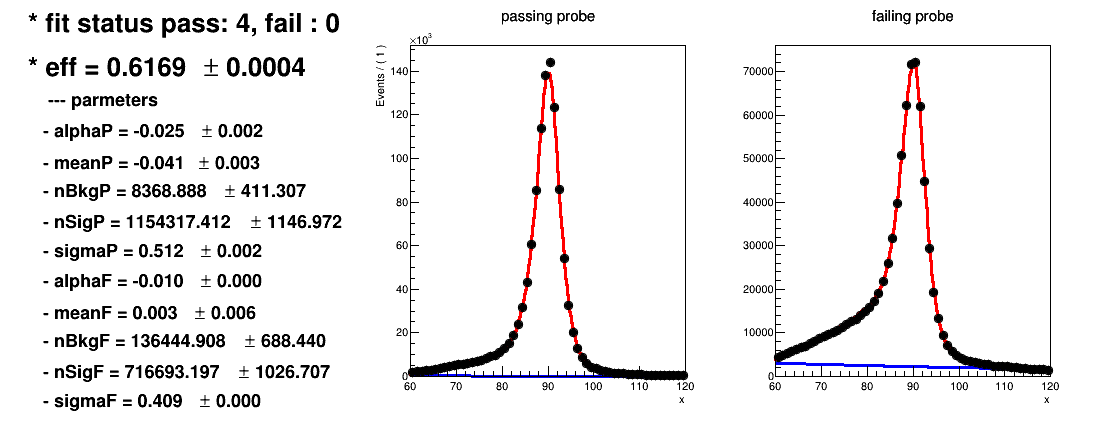 * fit status pass: 4, fail : 0
* eff = 0.6169 ± 0.0004
--- parmeters
- alphaP = -0.025 ± 0.002
- meanP = -0.041 ± 0.003
- nBkgP = 8368.888 ± 411.307
- nSigP = 1154317.412 ± 1146.972
- sigmaP = 0.512 ± 0.002
- alphaF = -0.010 ± 0.000
- meanF = 0.003 ± 0.006
- nBkgF = 136444.908 ± 688.440
- nSigF = 716693.197 ± 1026.707
- sigmaF = 0.409 ± 0.000
passing probe
×10³
Events / ( 1 )
140
120
100
80
60
40
20
0
60 70 80 90 100 110 120
x
failing probe
70000
60000
50000
40000
30000
20000
10000
0
60 70 80 90 100 110 120
x